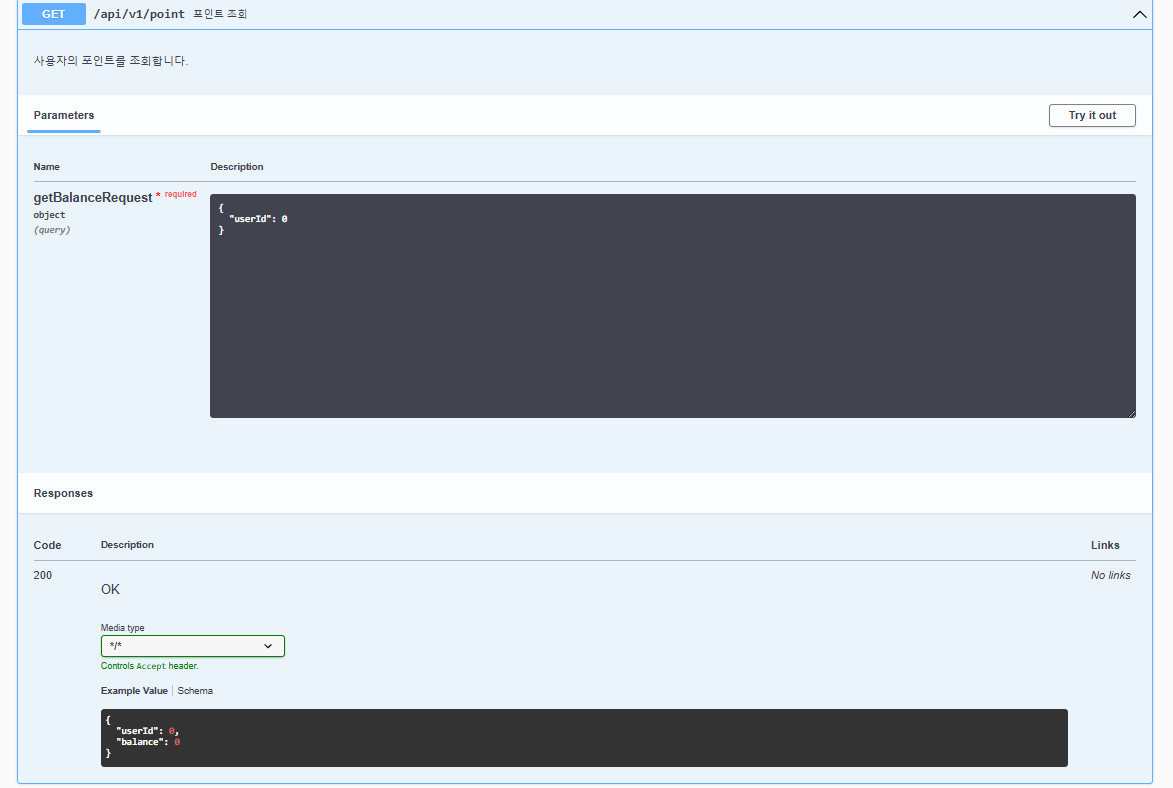 GET /api/v1/point 포인트 조회
사용자의 포인트를 조회합니다.
Parameters Try it out
Name Description
getBalanceRequest * required
object
(query)
{
"userId": 0
}
Responses
Code Description Links
200 No links
OK
Media type
*/*
Controls Accept header.
Example Value Schema
{
"userId": 0,
"balance": 0
}